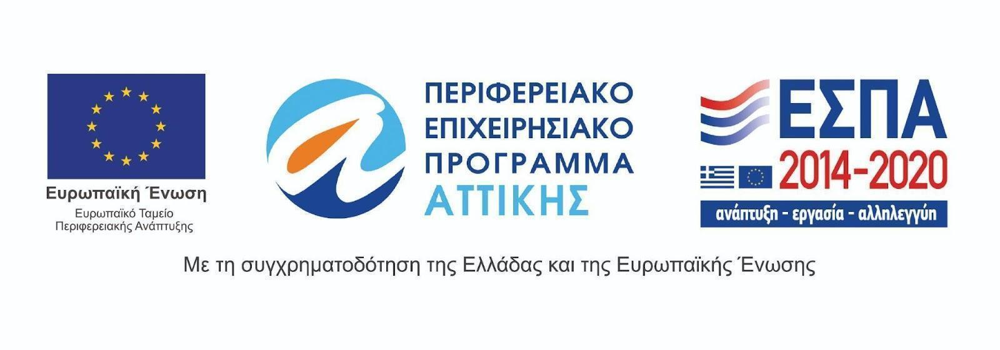 Ευρωπαϊκή Ένωση
Ευρωπαϊκό Ταμείο
Περιφερειακής Ανάπτυξης
ΠΕΡΙΦΕΡΕΙΑΚΟ
ΕΠΙΧΕΙΡΗΣΙΑΚΟ
ΠΡΟΓΡΑΜΜΑ
ΑΤΤΙΚΗΣ
ΕΣΠΑ
2014-2020
ανάπτυξη - εργασία - αλληλεγγύη
Με τη συγχρηματοδότηση της Ελλάδας και της Ευρωπαϊκής Ένωσης